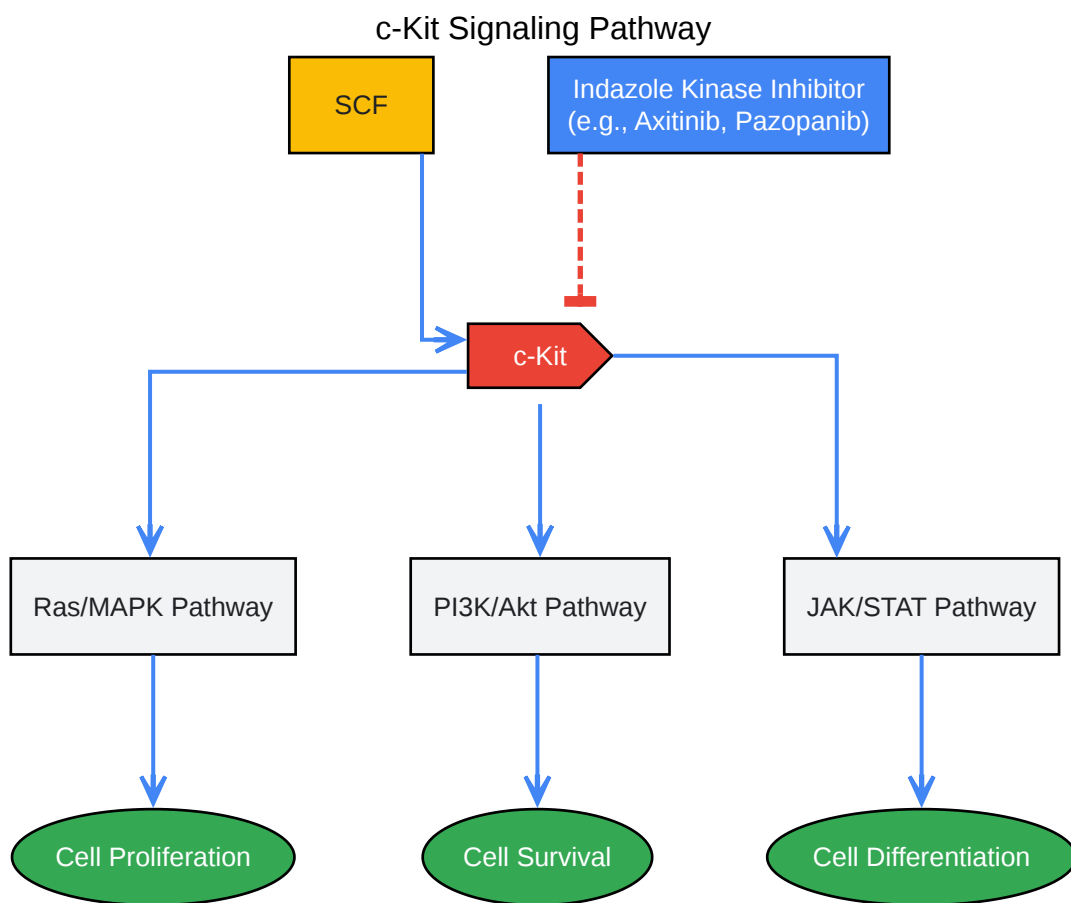 c-Kit Signaling Pathway
SCF
Indazole Kinase Inhibitor
(e.g., Axitinib, Pazopanib)
c-Kit
Ras/MAPK Pathway
PI3K/Akt Pathway
JAK/STAT Pathway
Cell Proliferation
Cell Survival
Cell Differentiation